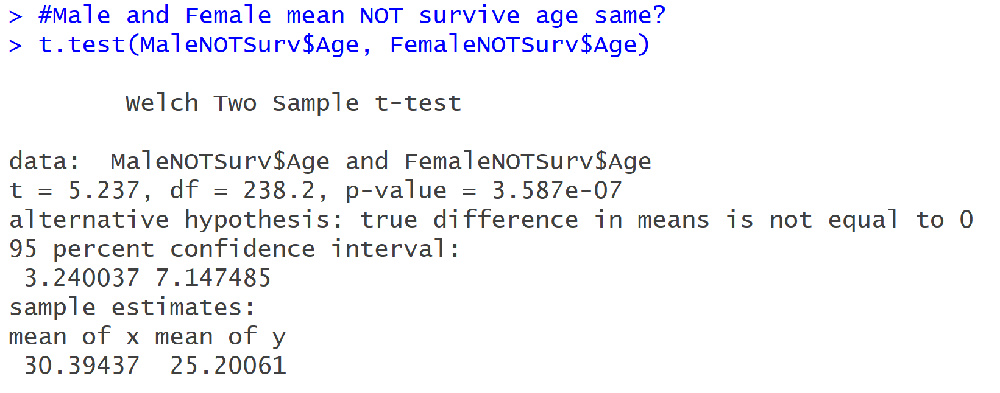 > #Male and Female mean NOT survive age same?
> t.test(MaleNOTSurv$Age, FemaleNOTSurv$Age)
Welch Two Sample t-test
data:  MaleNOTSurv$Age and FemaleNOTSurv$Age
t = 5.237, df = 238.2, p-value = 3.587e-07
alternative hypothesis: true difference in means is not equal to 0
95 percent confidence interval:
 3.240037 7.147485
sample estimates:
mean of x mean of y
 30.39437  25.20061